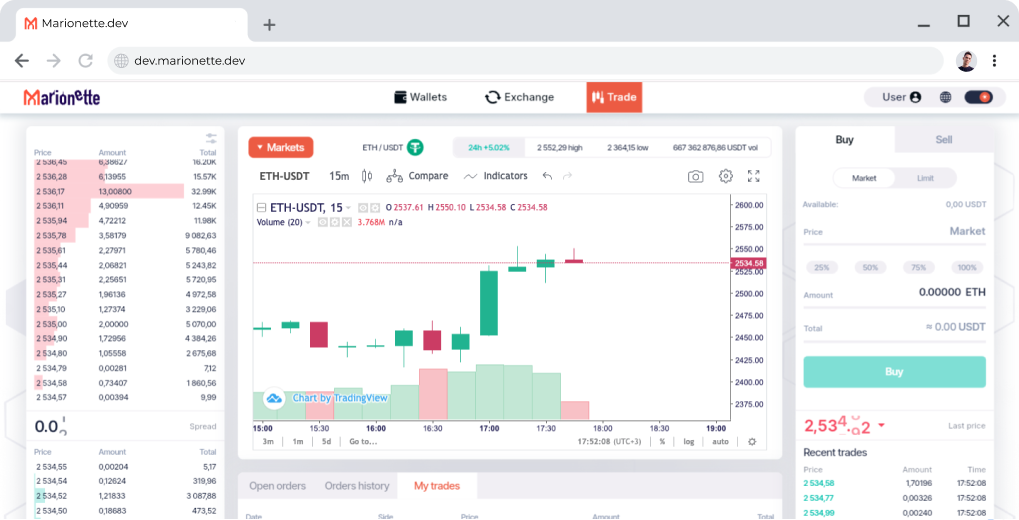 Marionette.dev
dev.marionette.dev
Marionette
Wallets
Exchange
Trade
User
Price Amount Total
2 536,45 6,38627 16.20K
2 536,28 6,13955 15.57K
2 536,17 13,00800 32.99K
2 536,11 4,90959 12.45K
2 535,94 4,72212 11.98K
2 535,78 3,58179 9 082,63
2 535,61 2,27971 5 780,46
2 535,44 2,06821 5 243,82
2 535,31 2,25651 5 720,95
2 535,27 1,96136 4 972,58
2 535,10 1,27374 3 229,06
2 535,00 2,00000 5 070,00
2 534,90 1,72956 4 384,26
2 534,80 1,05558 2 675,68
2 534,79 0,00281 7,12
2 534,58 0,73407 1 860,56
2 534,57 0,00394 9,99
Spread
Price Amount Total
2 534,55 0,00204 5,17
2 534,54 0,12624 319,96
2 534,52 1,21833 3 087,88
2 534,50 0,18683 473,52
Markets
ETH / USDT
24h +5.02%
2 552,29 high
2 364,15 low
667 362 876,86 USDT vol
ETH-USDT
15m
Compare
Indicators
ETH-USDT, 15
O 2537.61 H 2550.10 L 2534.58 C 2534.58
Volume (20)
3.768M n/a
2600.00
2575.00
2550.00
2534.58
2525.00
2500.00
2475.00
2450.00
2425.00
2400.00
2375.00
Chart by TradingView
15:00 15:30 16:00 16:30 17:00 17:30 18:00 18:30 19:00
3m 1m 5d Go to... 17:52:08 (UTC+3) % log auto
Open orders
Orders history
My trades
Date Side Price Amount Total
Buy
Sell
Market
Limit
Available: 0,00 USDT
Price Market
25% 50% 75% 100%
Amount 0.00000 ETH
Total ≈ 0.00 USDT
Buy
Last price
Recent trades
Price Amount Time
2 534,58 1,70196 17:52:08
2 534,77 0,00326 17:52:08
2 534,99 0,00240 17:52:08